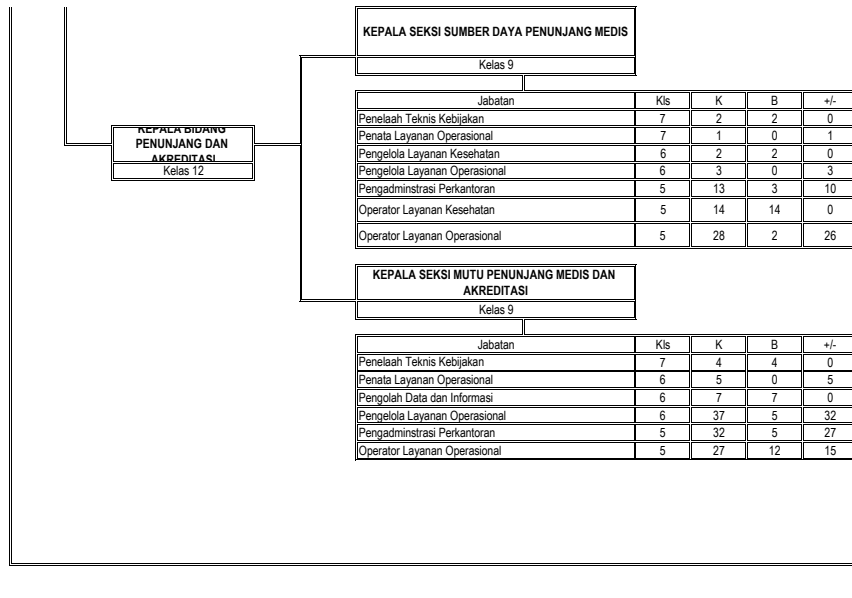 KEPALA SEKSI SUMBER DAYA PENUNJANG MEDIS
Kelas 9
Jabatan Kls K B +/-
Penelaah Teknis Kebijakan 7 2 2 0
Penata Layanan Operasional 7 1 0 1
Pengelola Layanan Kesehatan 6 2 2 0
Pengelola Layanan Operasional 6 3 0 3
Pengadminstrasi Perkantoran 5 13 3 10
Operator Layanan Kesehatan 5 14 14 0
Operator Layanan Operasional 5 28 2 26
KEPALA BIDANG
PENUNJANG DAN
AKREDITASI
Kelas 12
KEPALA SEKSI MUTU PENUNJANG MEDIS DAN
AKREDITASI
Kelas 9
Jabatan Kls K B +/-
Penelaah Teknis Kebijakan 7 4 4 0
Penata Layanan Operasional 6 5 0 5
Pengolah Data dan Informasi 6 7 7 0
Pengelola Layanan Operasional 6 37 5 32
Pengadminstrasi Perkantoran 5 32 5 27
Operator Layanan Operasional 5 27 12 15